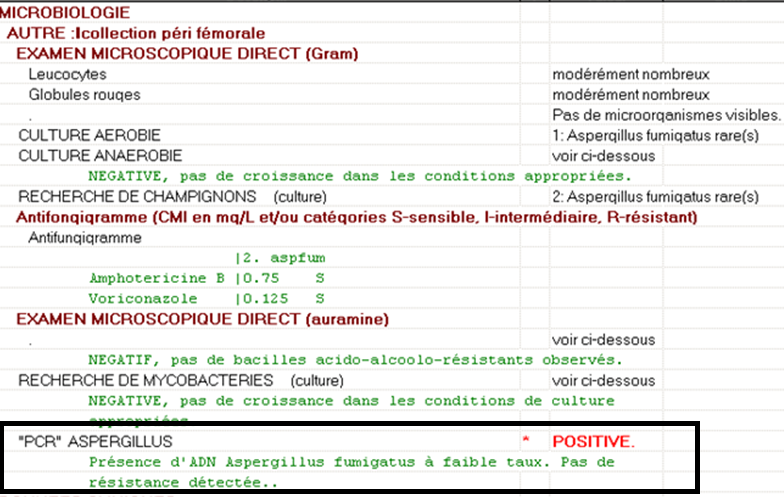 MICROBIOLOGIE
AUTRE :Icollection péri fémorale
EXAMEN MICROSCOPIQUE DIRECT (Gram)
Leucocytes modérément nombreux
Globules rouges modérément nombreux
. Pas de microorganismes visibles.
CULTURE AEROBIE 1: Aspergillus fumigatus rare(s)
CULTURE ANAEROBIE voir ci-dessous
NEGATIVE, pas de croissance dans les conditions appropriées.
RECHERCHE DE CHAMPIGNONS (culture) 2: Aspergillus fumigatus rare(s)
Antifongigramme (CMI en mg/L et/ou catégories S-sensible, I-intermédiaire, R-résistant)
Antifungigramme
|2. aspfum
Amphotericine B |0.75 S
Voriconazole |0.125 S
EXAMEN MICROSCOPIQUE DIRECT (auramine)
. voir ci-dessous
NEGATIF, pas de bacilles acido-alcoolo-résistants observés.
RECHERCHE DE MYCOBACTERIES (culture) voir ci-dessous
NEGATIVE, pas de croissance dans les conditions de culture
appropriées
"PCR" ASPERGILLUS * POSITIVE.
Présence d'ADN Aspergillus fumigatus à faible taux. Pas de
résistance détectée..